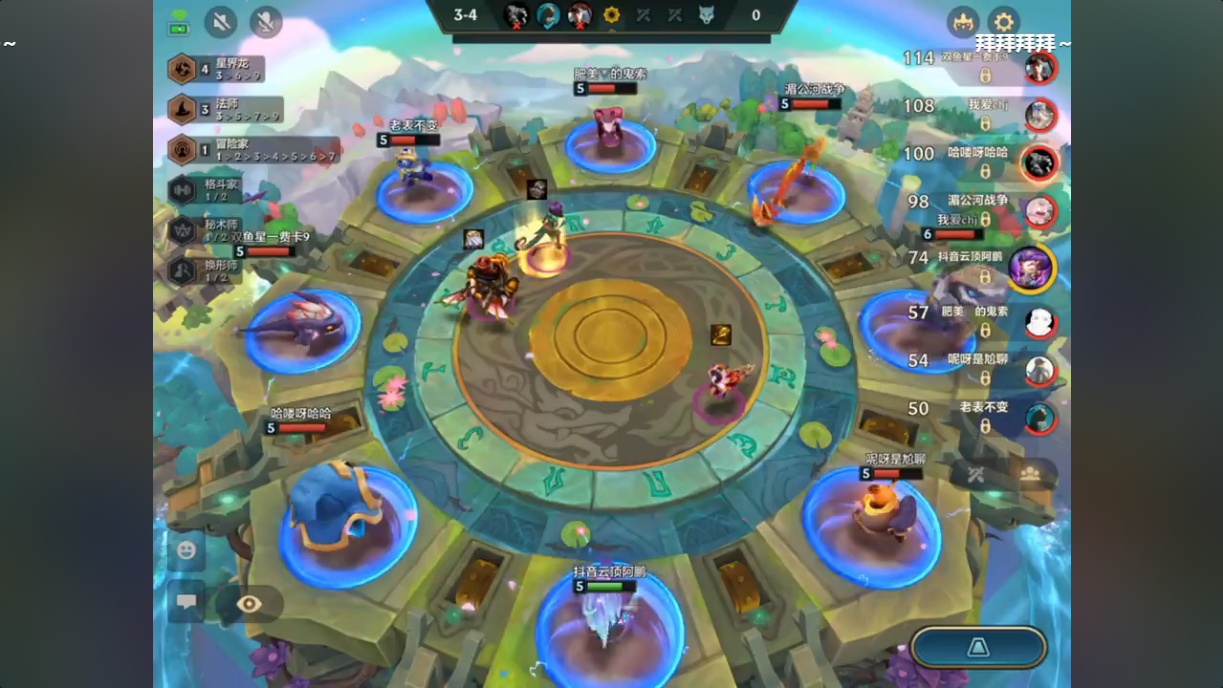 3-4
0
~
拜拜拜拜~
4 星界龙
3 > 6 > 9
3 法师
3 > 5 > 7 > 9
1 冒险家
1 > 2 > 3 > 4 > 5 > 6 > 7
格斗家
1 / 2
秘术师
1 / 2
双鱼星一费卡9
5
换形师
1 / 2
老表不变
5
肥美 的鬼索
5
湄公河战争
5
114 双鱼星一费卡9
108 我爱chj
100 哈喽呀哈哈
98 湄公河战争
我爱chj
6
74 抖音云顶阿鹏
57 肥美 的鬼索
54 呢呀是尬聊
50 老表不变
哈喽呀哈哈
5
呢呀是尬聊
5
抖音云顶阿鹏
5